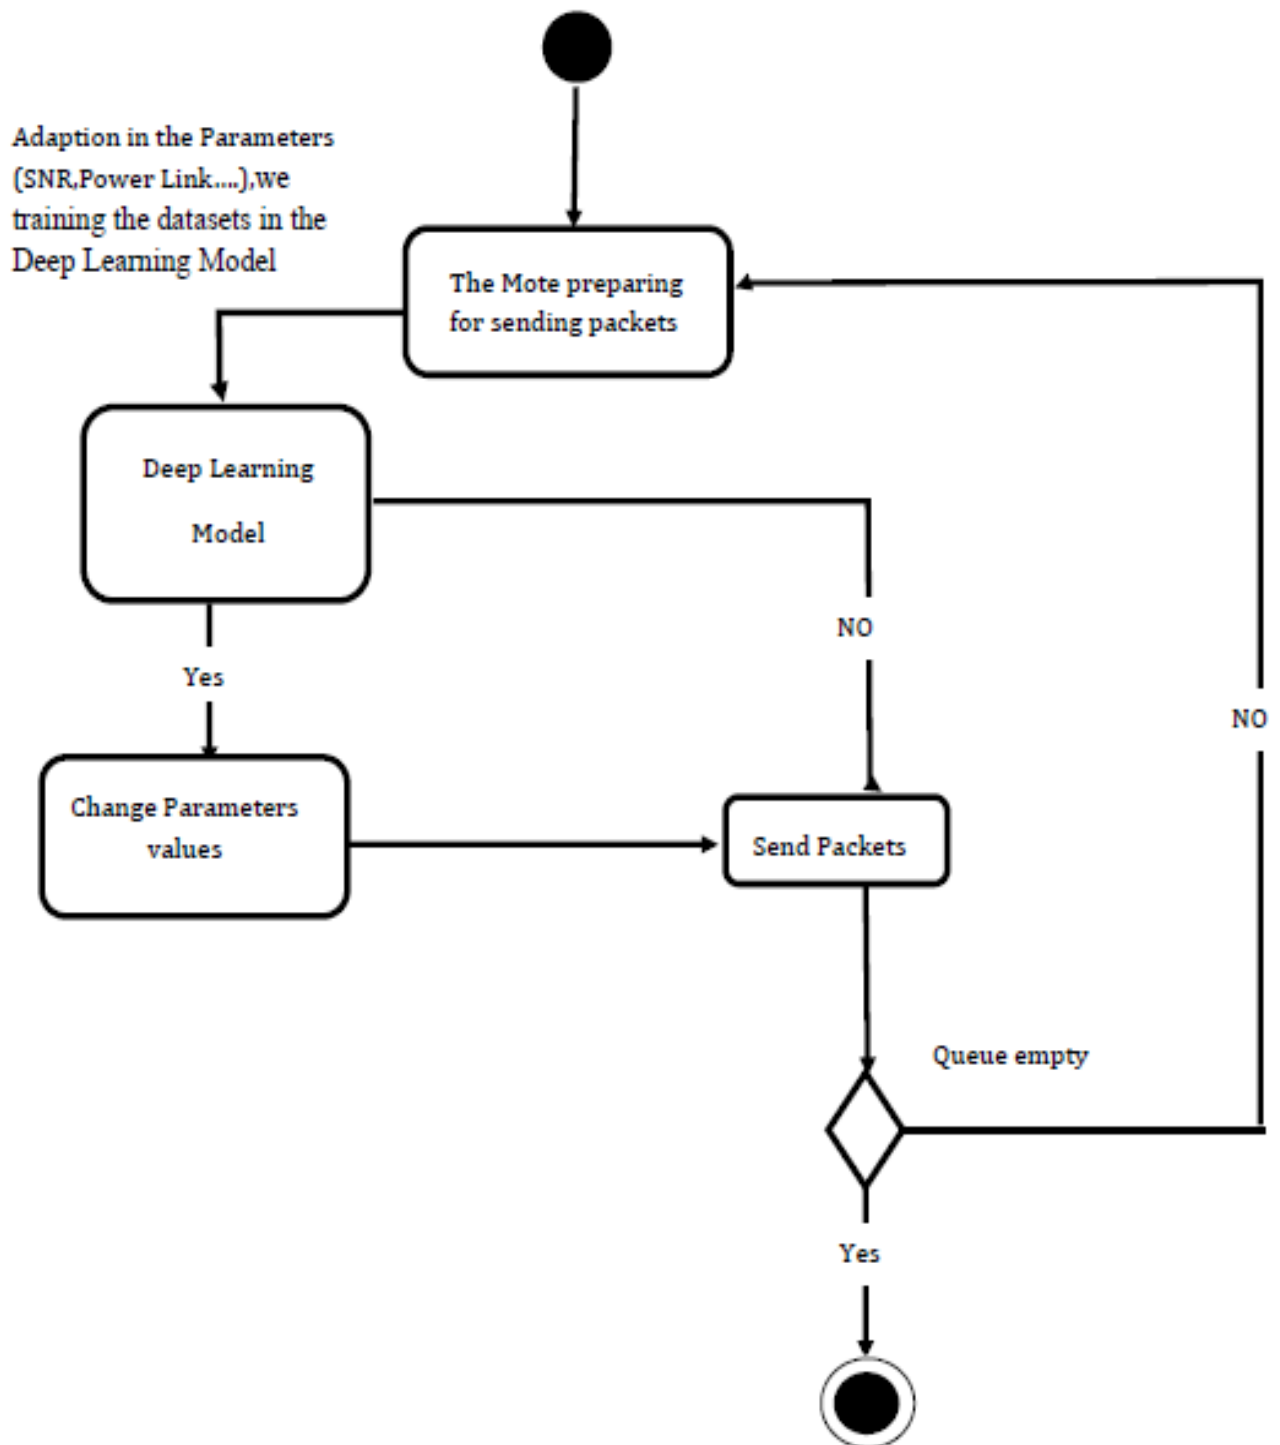 Adaption in the Parameters
(SNR,Power Link....),we
training the datasets in the
Deep Learning Model
The Mote preparing
for sending packets
Deep Learning
Model
NO
Yes
NO
Change Parameters
values
Send Packets
Queue empty
Yes